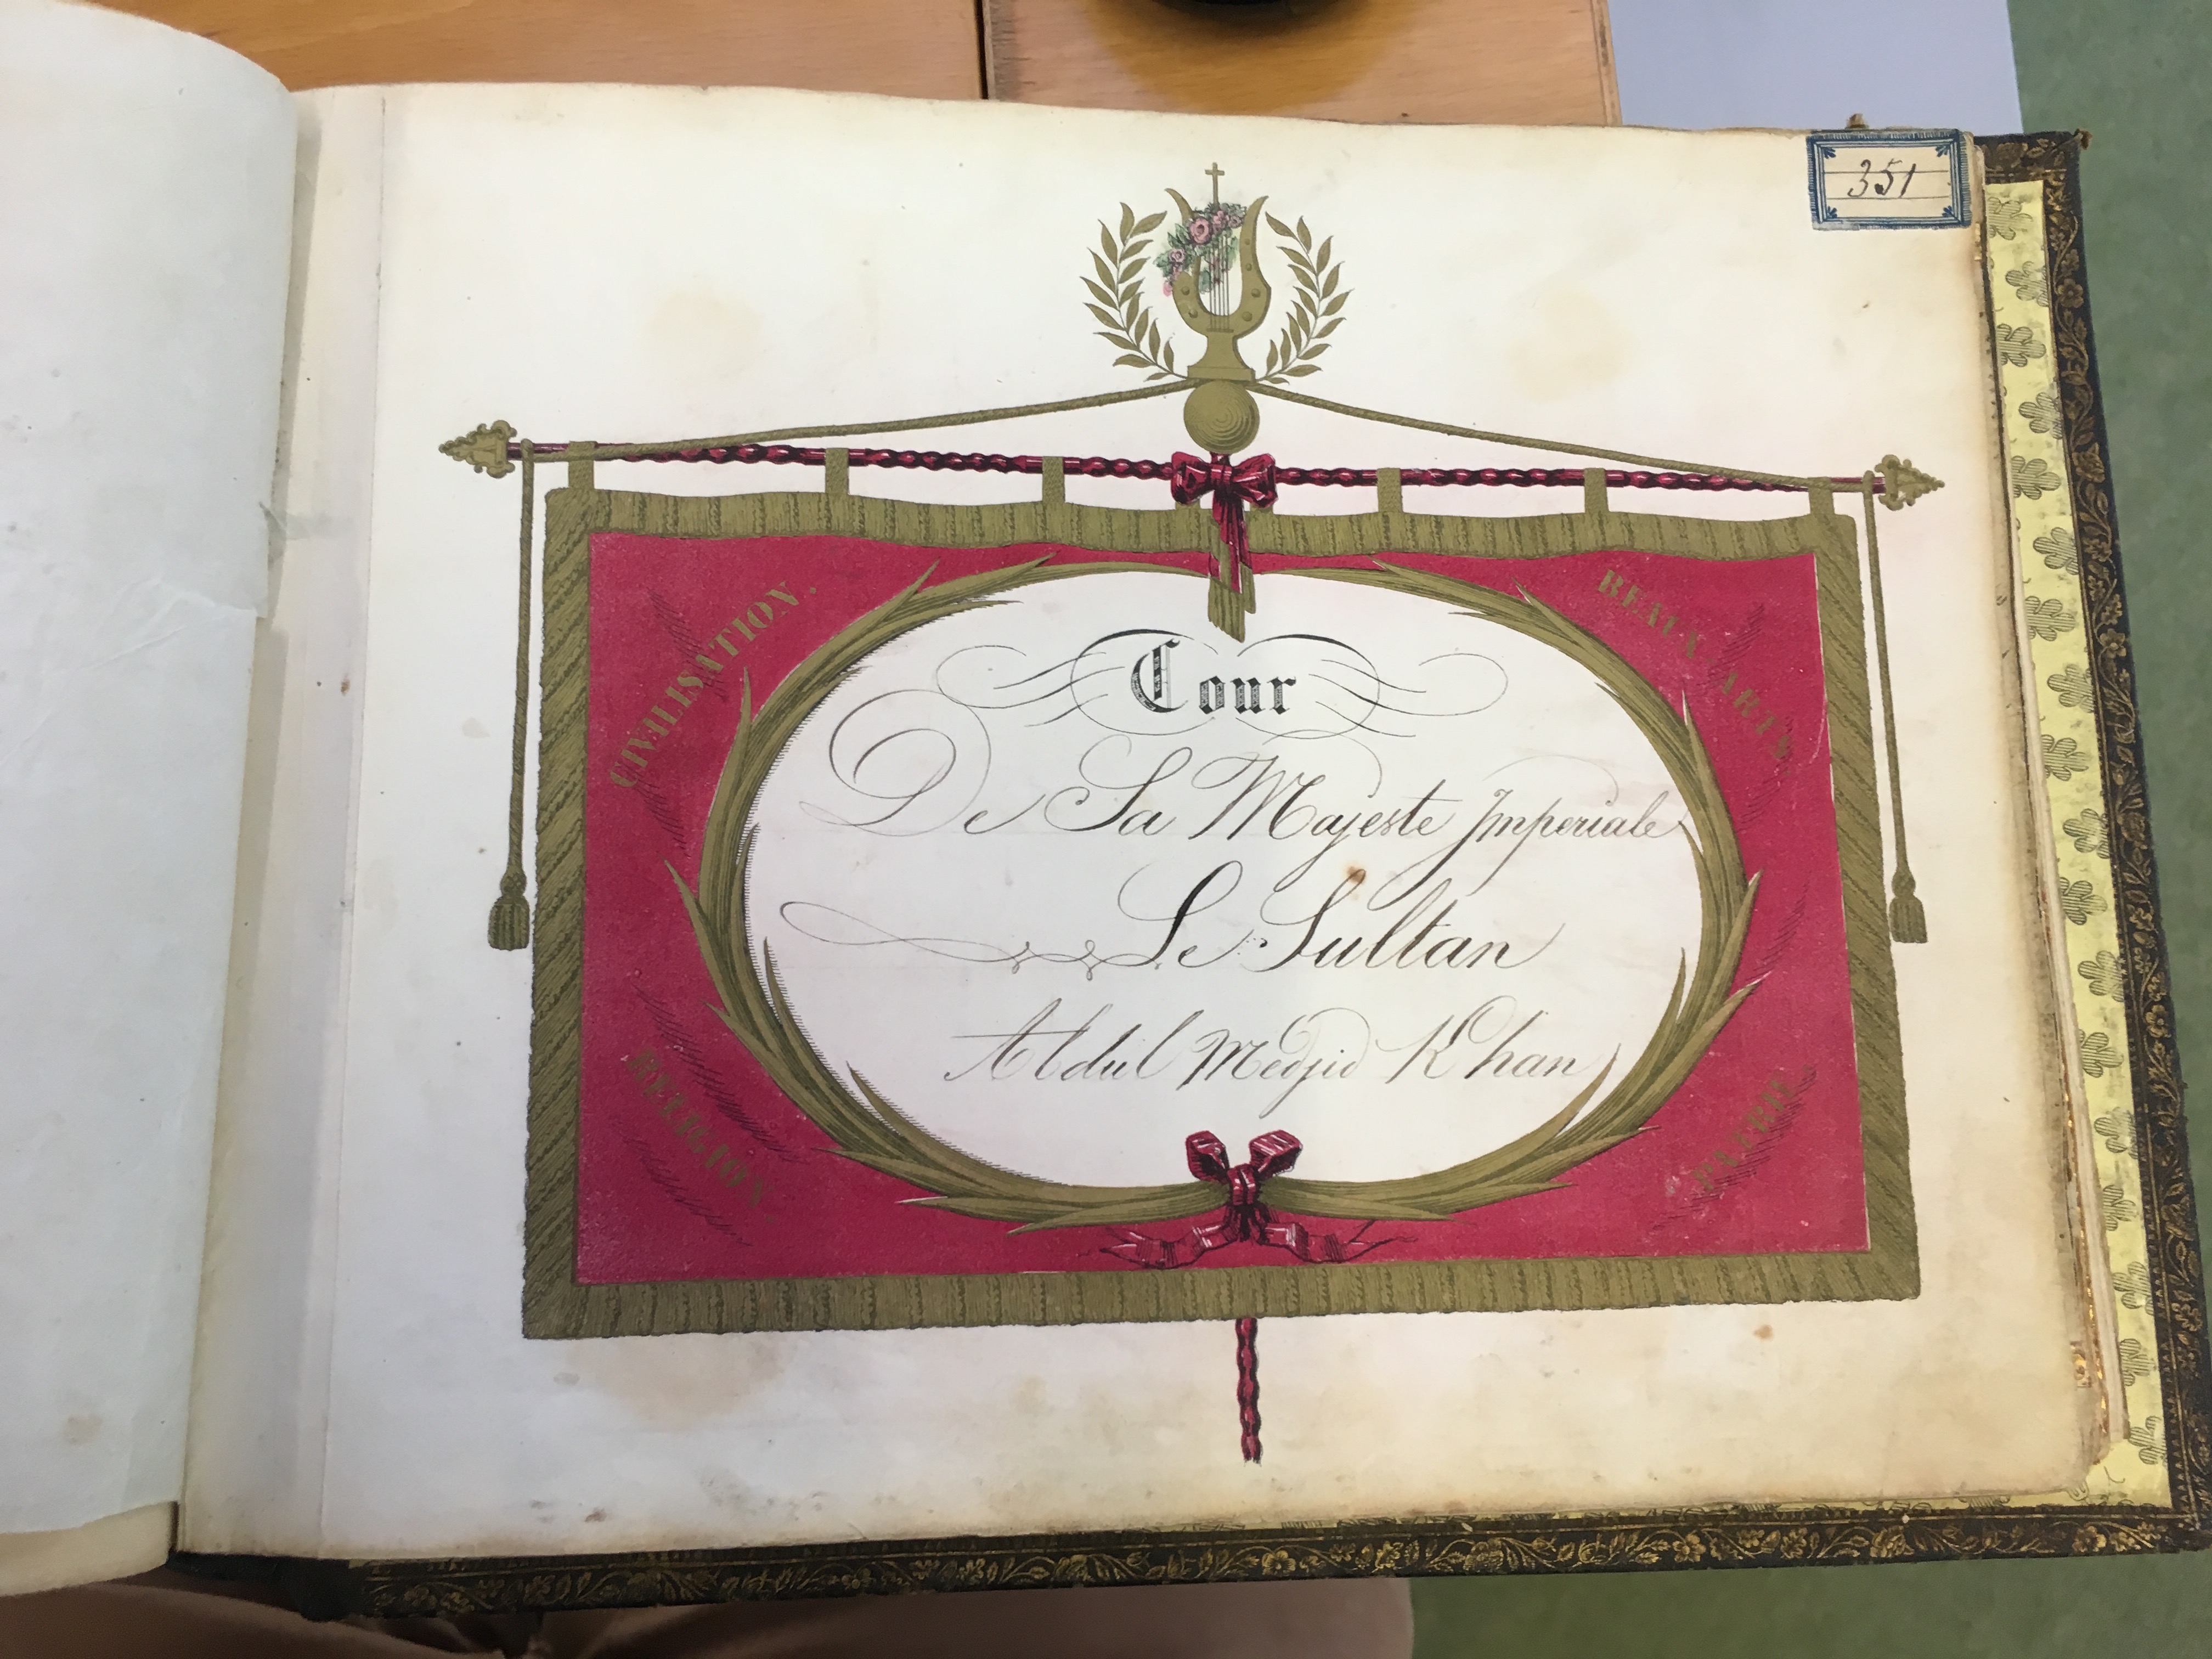 351
CIVILISATION.
BEAUX ARTS.
Cour
De Sa Majeste Imperiale
Le Sultan
Abdul Medjid Khan
RELIGION.
PATRIE